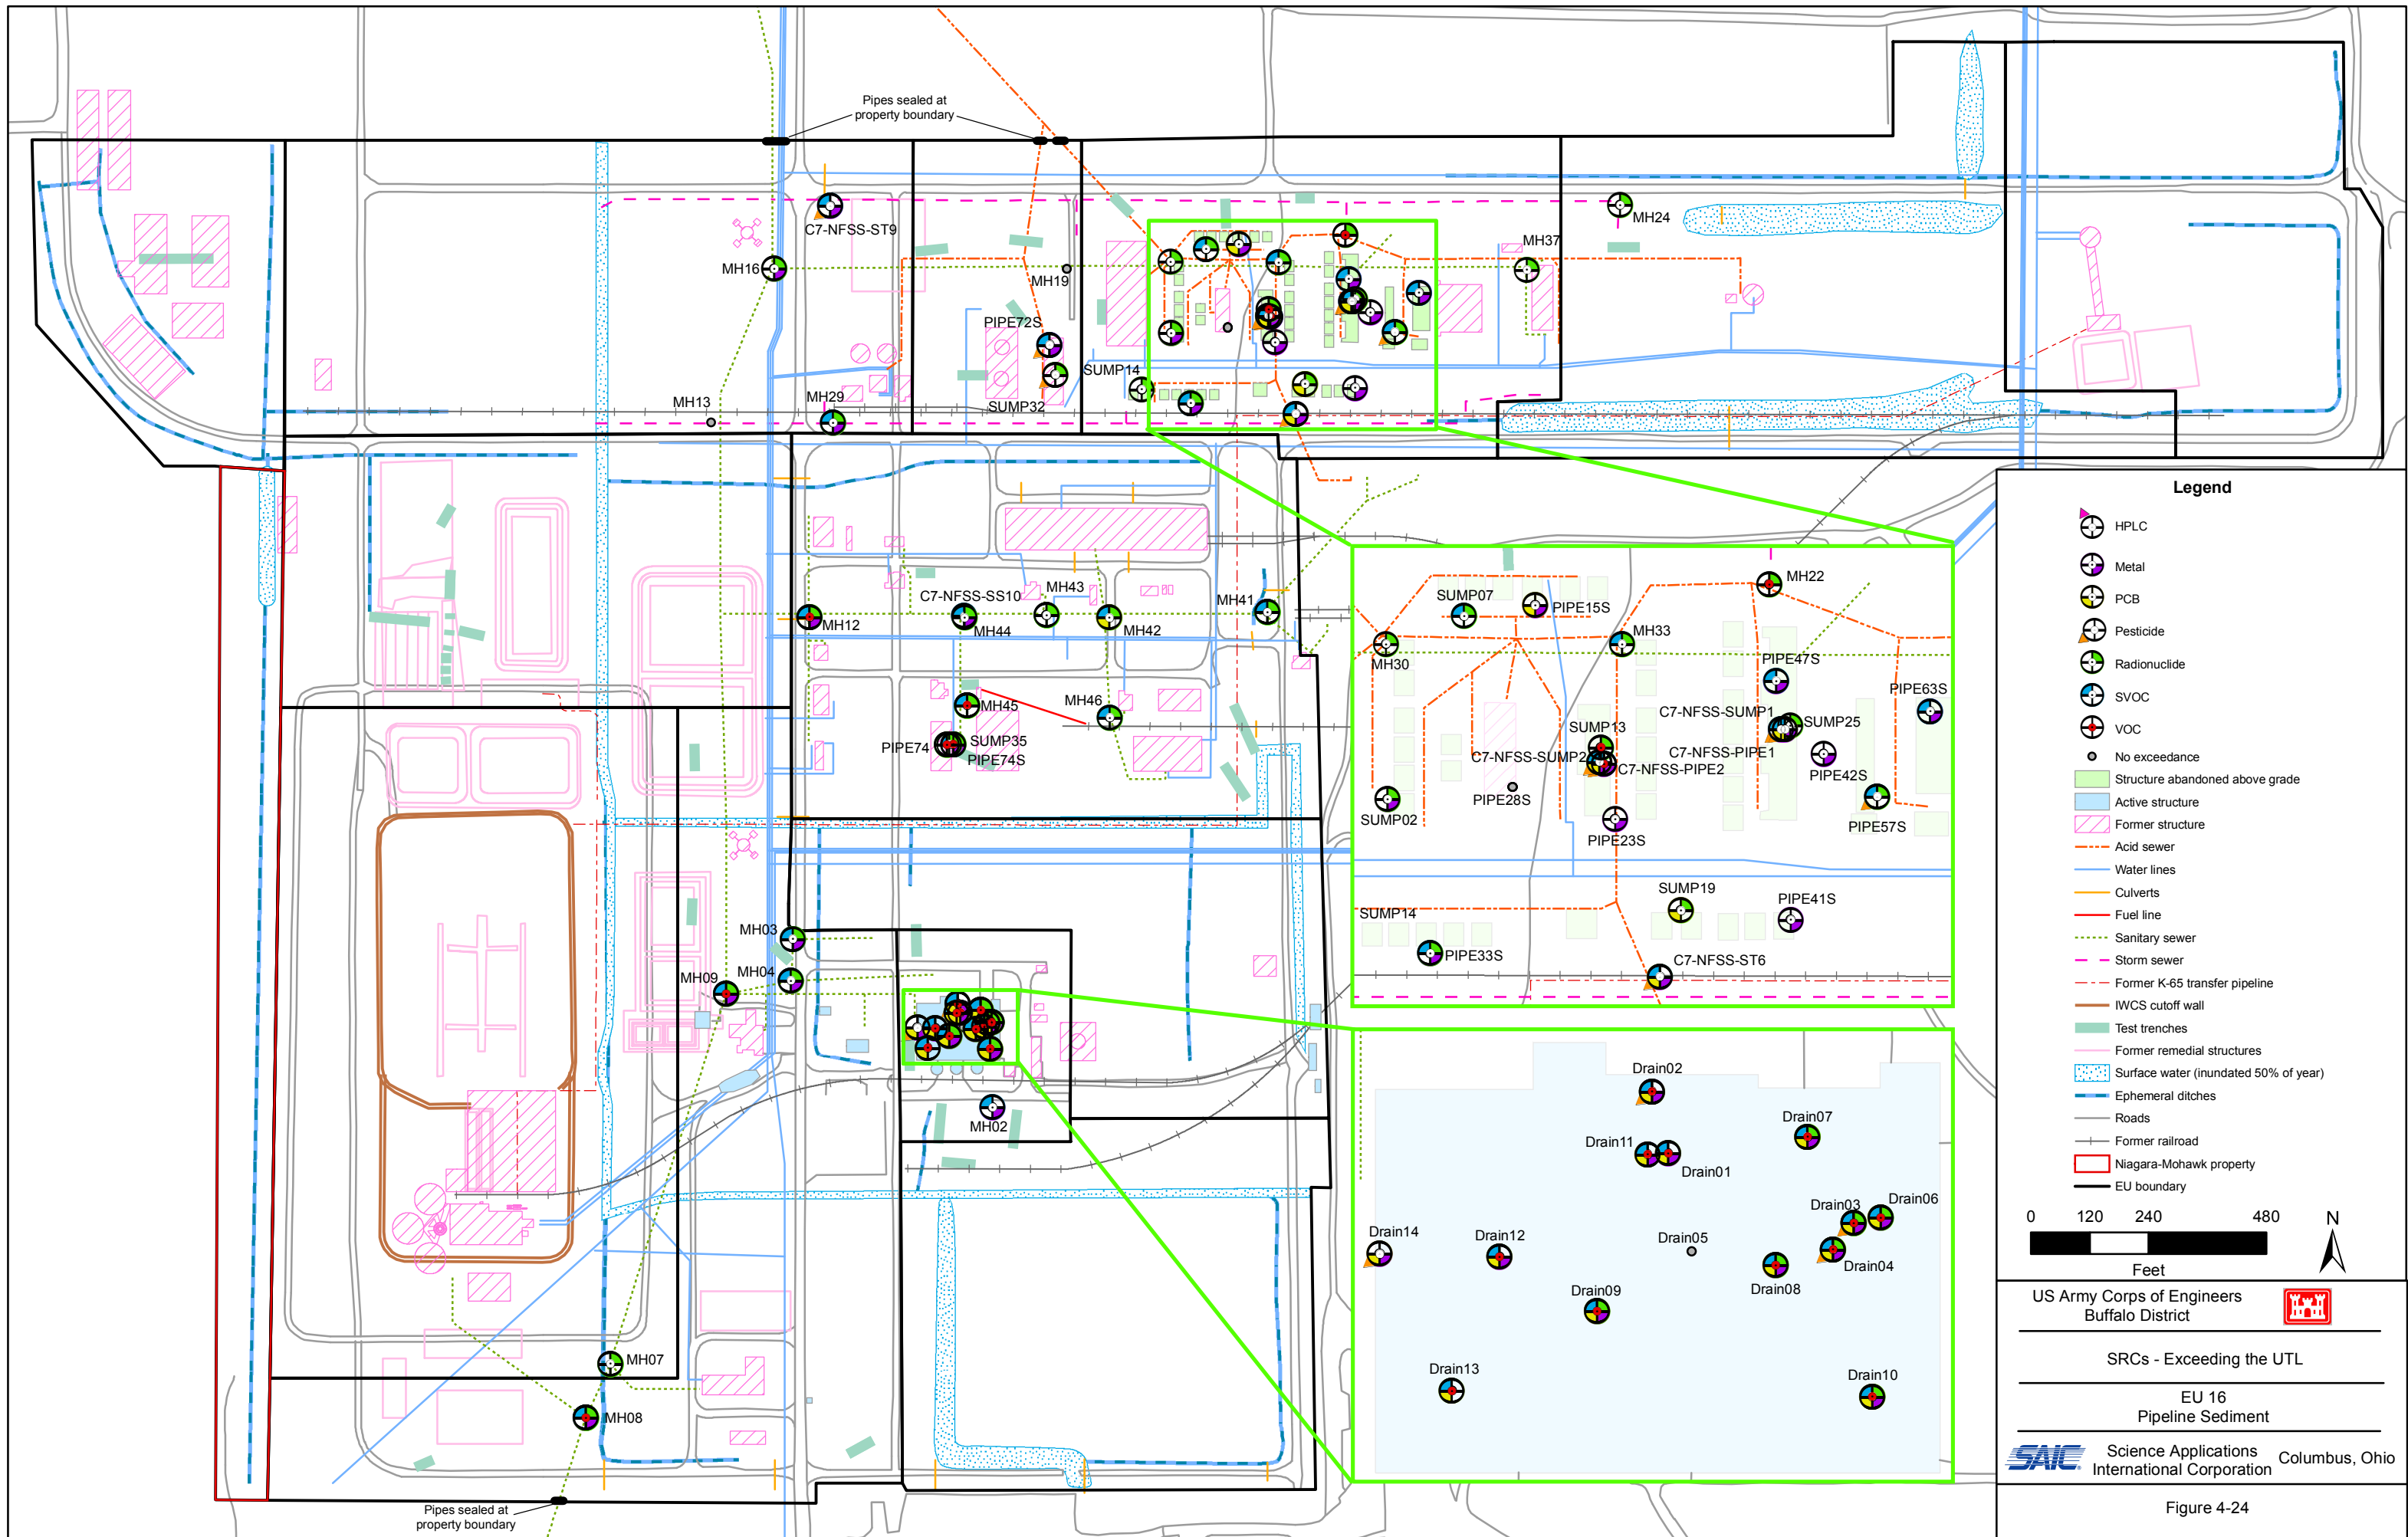 Pipes sealed at
property boundary
C7-NFSS-ST9
MH16
MH19
MH24
MH37
PIPE72S
SUMP14
SUMP32
MH13
MH29
C7-NFSS-SS10
MH43
MH41
MH12
MH44
MH42
MH45
MH46
PIPE74
SUMP35
PIPE74S
MH03
MH04
MH09
MH02
MH07
MH08
Pipes sealed at
property boundary
MH22
SUMP07
PIPE15S
MH33
MH30
PIPE47S
PIPE63S
C7-NFSS-SUMP1
SUMP25
SUMP13
C7-NFSS-SUMP2
C7-NFSS-PIPE1
C7-NFSS-PIPE2
PIPE42S
PIPE28S
SUMP02
PIPE57S
PIPE23S
SUMP19
PIPE41S
SUMP14
PIPE33S
C7-NFSS-ST6
Drain02
Drain07
Drain11
Drain01
Drain03
Drain06
Drain14
Drain12
Drain05
Drain04
Drain08
Drain09
Drain13
Drain10
Legend
HPLC
Metal
PCB
Pesticide
Radionuclide
SVOC
VOC
No exceedance
Structure abandoned above grade
Active structure
Former structure
Acid sewer
Water lines
Culverts
Fuel line
Sanitary sewer
Storm sewer
Former K-65 transfer pipeline
IWCS cutoff wall
Test trenches
Former remedial structures
Surface water (inundated 50% of year)
Ephemeral ditches
Roads
Former railroad
Niagara-Mohawk property
EU boundary
0 120 240 480
Feet
N
US Army Corps of Engineers
Buffalo District
SRCs - Exceeding the UTL
EU 16
Pipeline Sediment
SAIC
Science Applications
International Corporation
Columbus, Ohio
Figure 4-24